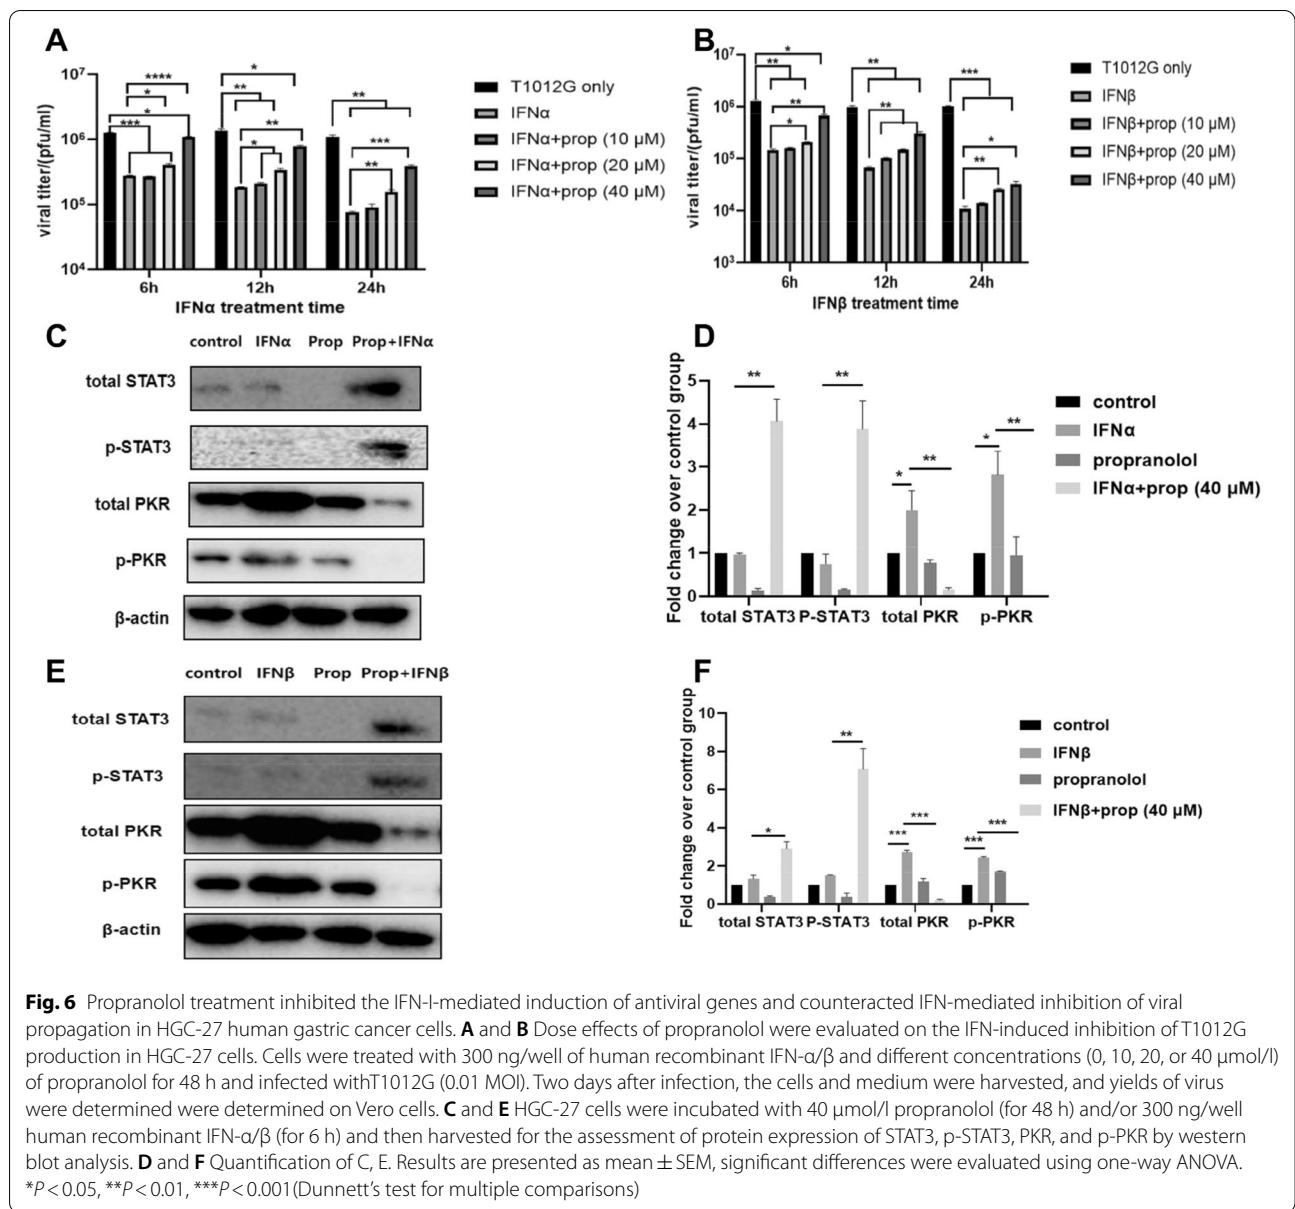 A
10⁷
10⁶
10⁵
10⁴
viral titer/(pfu/ml)
****
*
*
***
*
**
**
*
**
***
**
6h
12h
24h
IFNα treatment time
T1012G only
IFNα
IFNα+prop (10 μM)
IFNα+prop (20 μM)
IFNα+prop (40 μM)
B
10⁷
10⁶
10⁵
10⁴
10³
viral titer/(pfu/ml)
*
**
**
*
**
**
***
*
**
6h
12h
24h
IFNβ treatment time
T1012G only
IFNβ
IFNβ+prop (10 μM)
IFNβ+prop (20 μM)
IFNβ+prop (40 μM)
C
control IFNα Prop Prop+IFNα
total STAT3
p-STAT3
total PKR
p-PKR
β-actin
D
Fold change over control group
5
4
3
2
1
0
**
**
*
**
*
**
total STAT3 P-STAT3 total PKR p-PKR
control
IFNα
propranolol
IFNα+prop (40 μM)
E
control IFNβ Prop Prop+IFNβ
total STAT3
p-STAT3
total PKR
p-PKR
β-actin
F
Fold change over control group
10
8
6
4
2
0
*
**
***
***
***
***
total STAT3 P-STAT3 total PKR p-PKR
control
IFNβ
propranolol
IFNβ+prop (40 μM)
Fig. 6 Propranolol treatment inhibited the IFN-I-mediated induction of antiviral genes and counteracted IFN-mediated inhibition of viral
propagation in HGC-27 human gastric cancer cells. A and B Dose effects of propranolol were evaluated on the IFN-induced inhibition of T1012G
production in HGC-27 cells. Cells were treated with 300 ng/well of human recombinant IFN-α/β and different concentrations (0, 10, 20, or 40 μmol/l)
of propranolol for 48 h and infected withT1012G (0.01 MOI). Two days after infection, the cells and medium were harvested, and yields of virus
were determined were determined on Vero cells. C and E HGC-27 cells were incubated with 40 μmol/l propranolol (for 48 h) and/or 300 ng/well
human recombinant IFN-α/β (for 6 h) and then harvested for the assessment of protein expression of STAT3, p-STAT3, PKR, and p-PKR by western
blot analysis. D and F Quantification of C, E. Results are presented as mean ± SEM, significant differences were evaluated using one-way ANOVA.
*P < 0.05, **P < 0.01, ***P < 0.001(Dunnett's test for multiple comparisons)